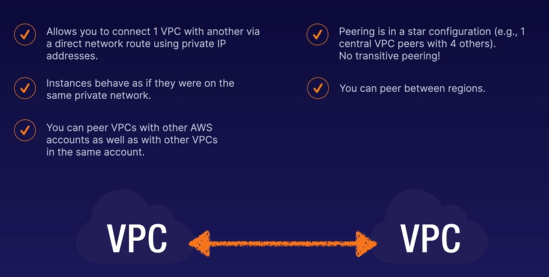 Allows you to connect 1 VPC with another via
a direct network route using private IP
addresses.
Instances behave as if they were on the
same private network.
You can peer VPCs with other AWS
accounts as well as with other VPCs
in the same account.
Peering is in a star configuration (e.g., 1
central VPC peers with 4 others).
No transitive peering!
You can peer between regions.
VPC
VPC